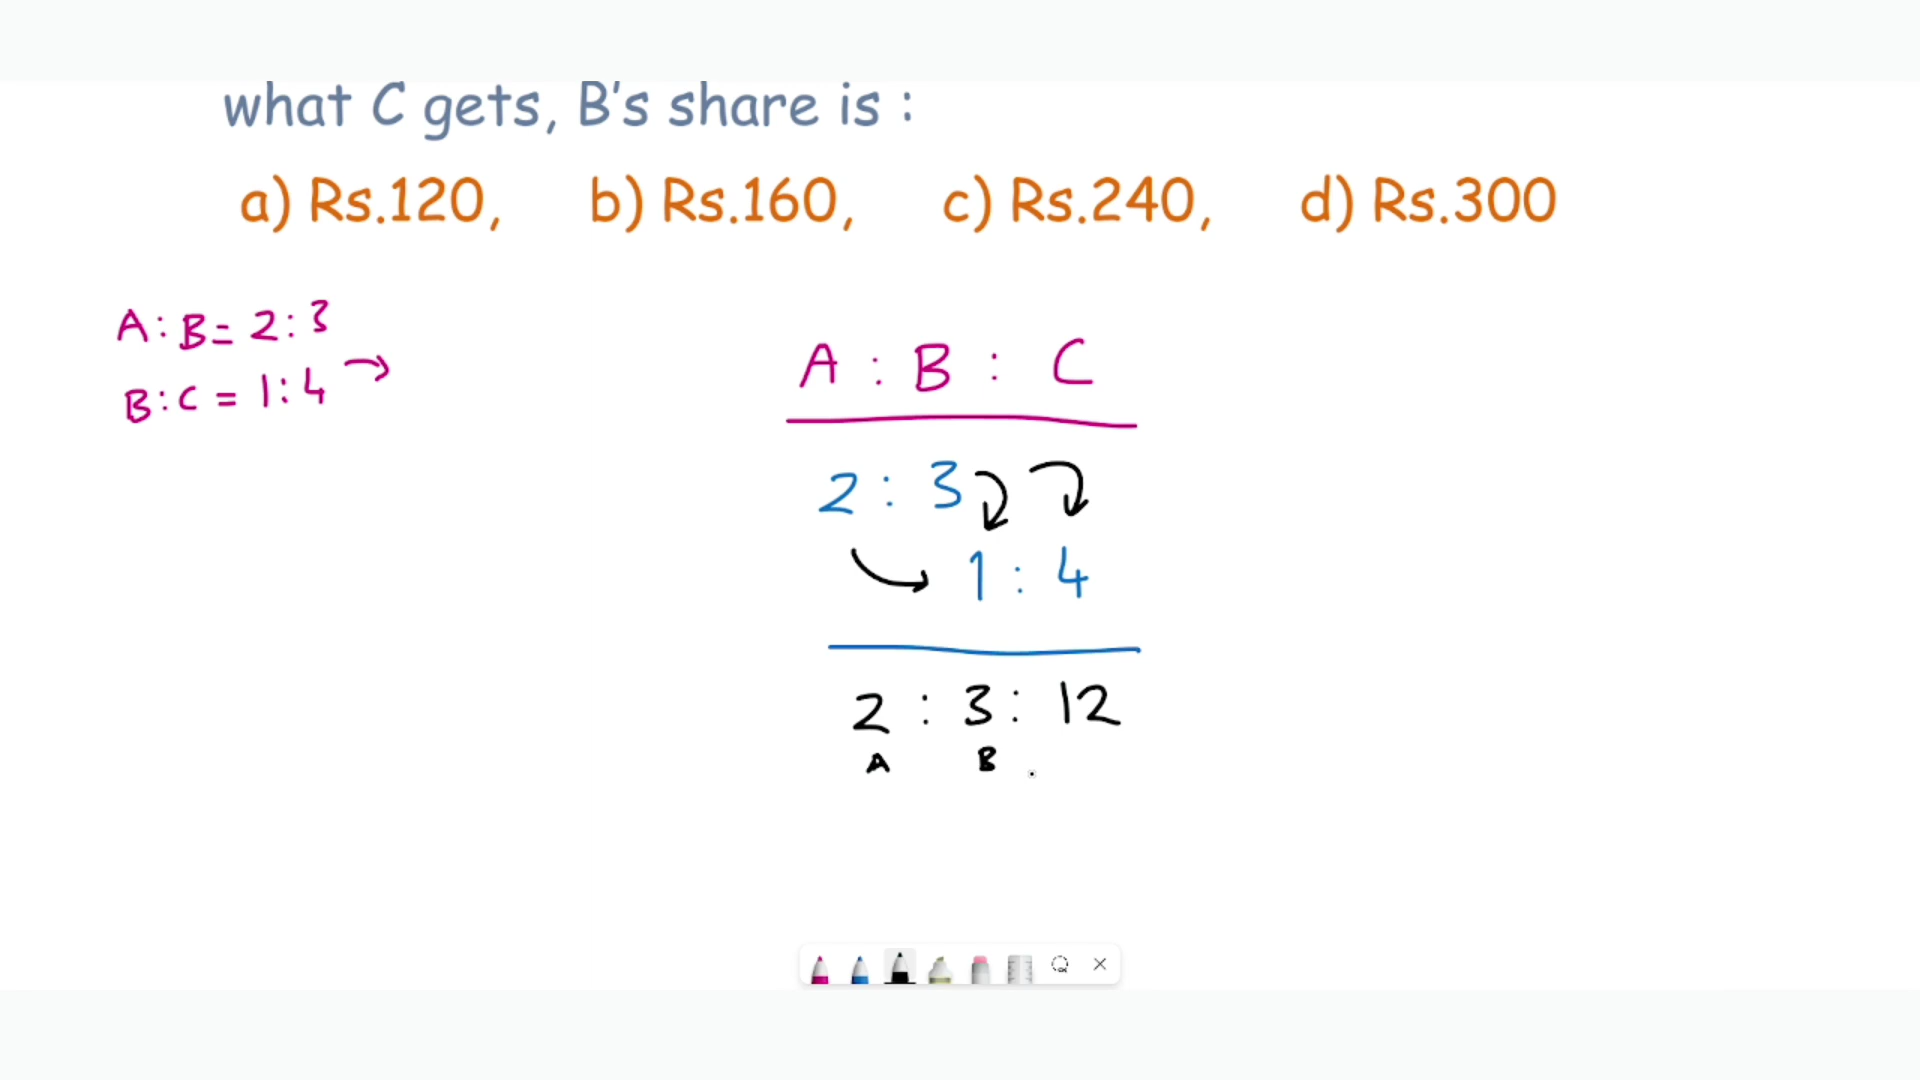 what C gets, B's share is :
a) Rs.120, b) Rs.160, c) Rs.240, d) Rs.300
A : B = 2 : 3
B : C = 1 : 4
A : B : C
2 : 3
1 : 4
2 : 3 : 12
A B